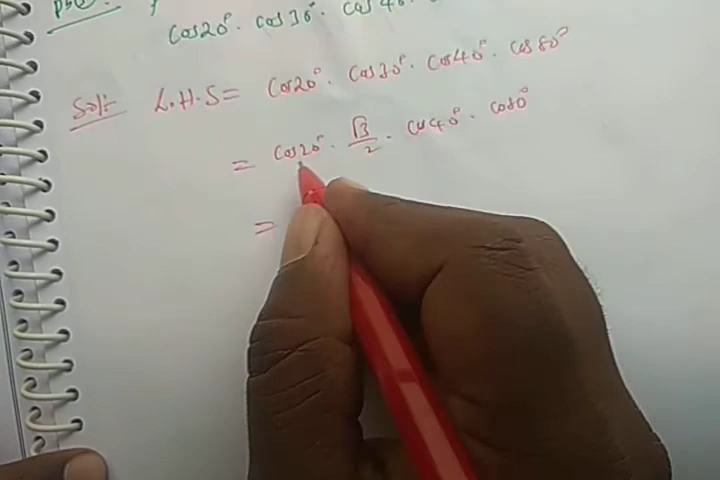 cos20° . cos30° . cos40°
Sol:- L.H.S = cos20° . cos30° . cos40° . cos80°
= cos20° . √3/2 . cos40° . cos80°
=